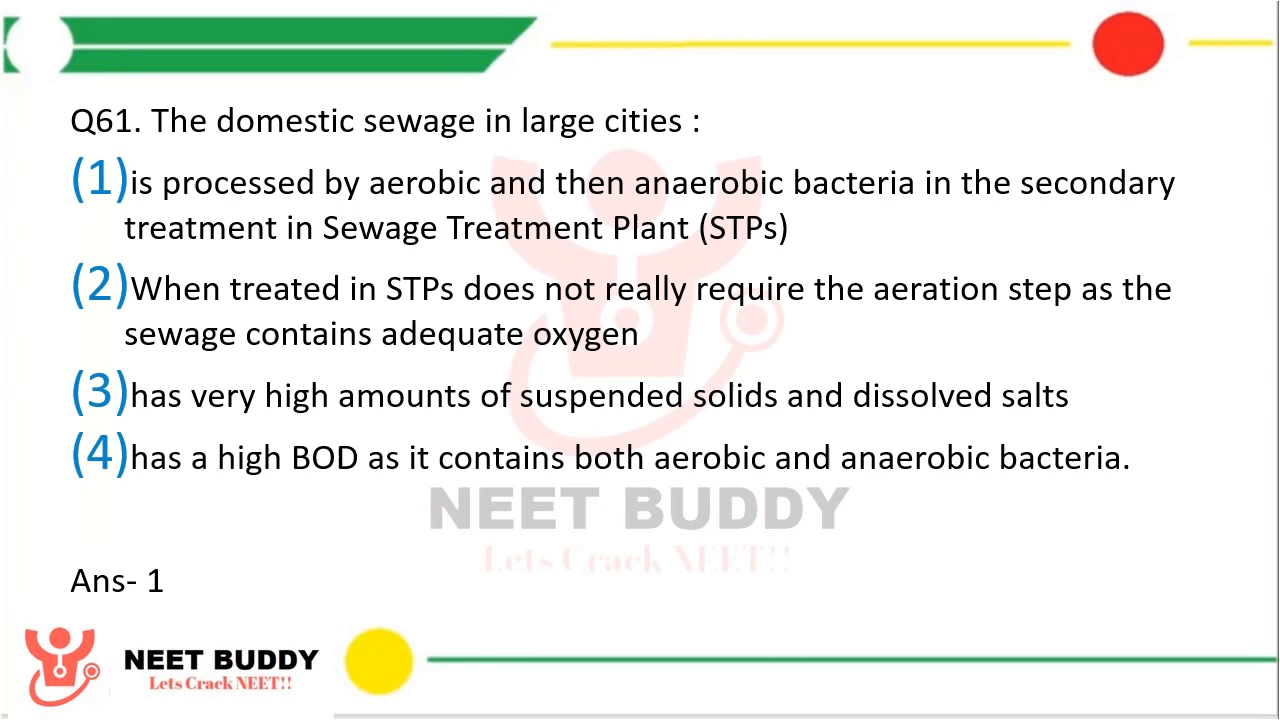 Q61. The domestic sewage in large cities :
(1)is processed by aerobic and then anaerobic bacteria in the secondary
treatment in Sewage Treatment Plant (STPs)
(2)When treated in STPs does not really require the aeration step as the
sewage contains adequate oxygen
(3)has very high amounts of suspended solids and dissolved salts
(4)has a high BOD as it contains both aerobic and anaerobic bacteria.
NEET BUDDY
Lets Crack NEET!!
Ans- 1
NEET BUDDY
Lets Crack NEET!!